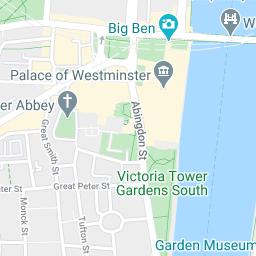 Big Ben
W
Palace of Westminster
er Abbey
Abingdon St
Great Smith St
Great Peter St
Victoria Tower
Gardens South
Monck St
Tufton St
Garden Museum